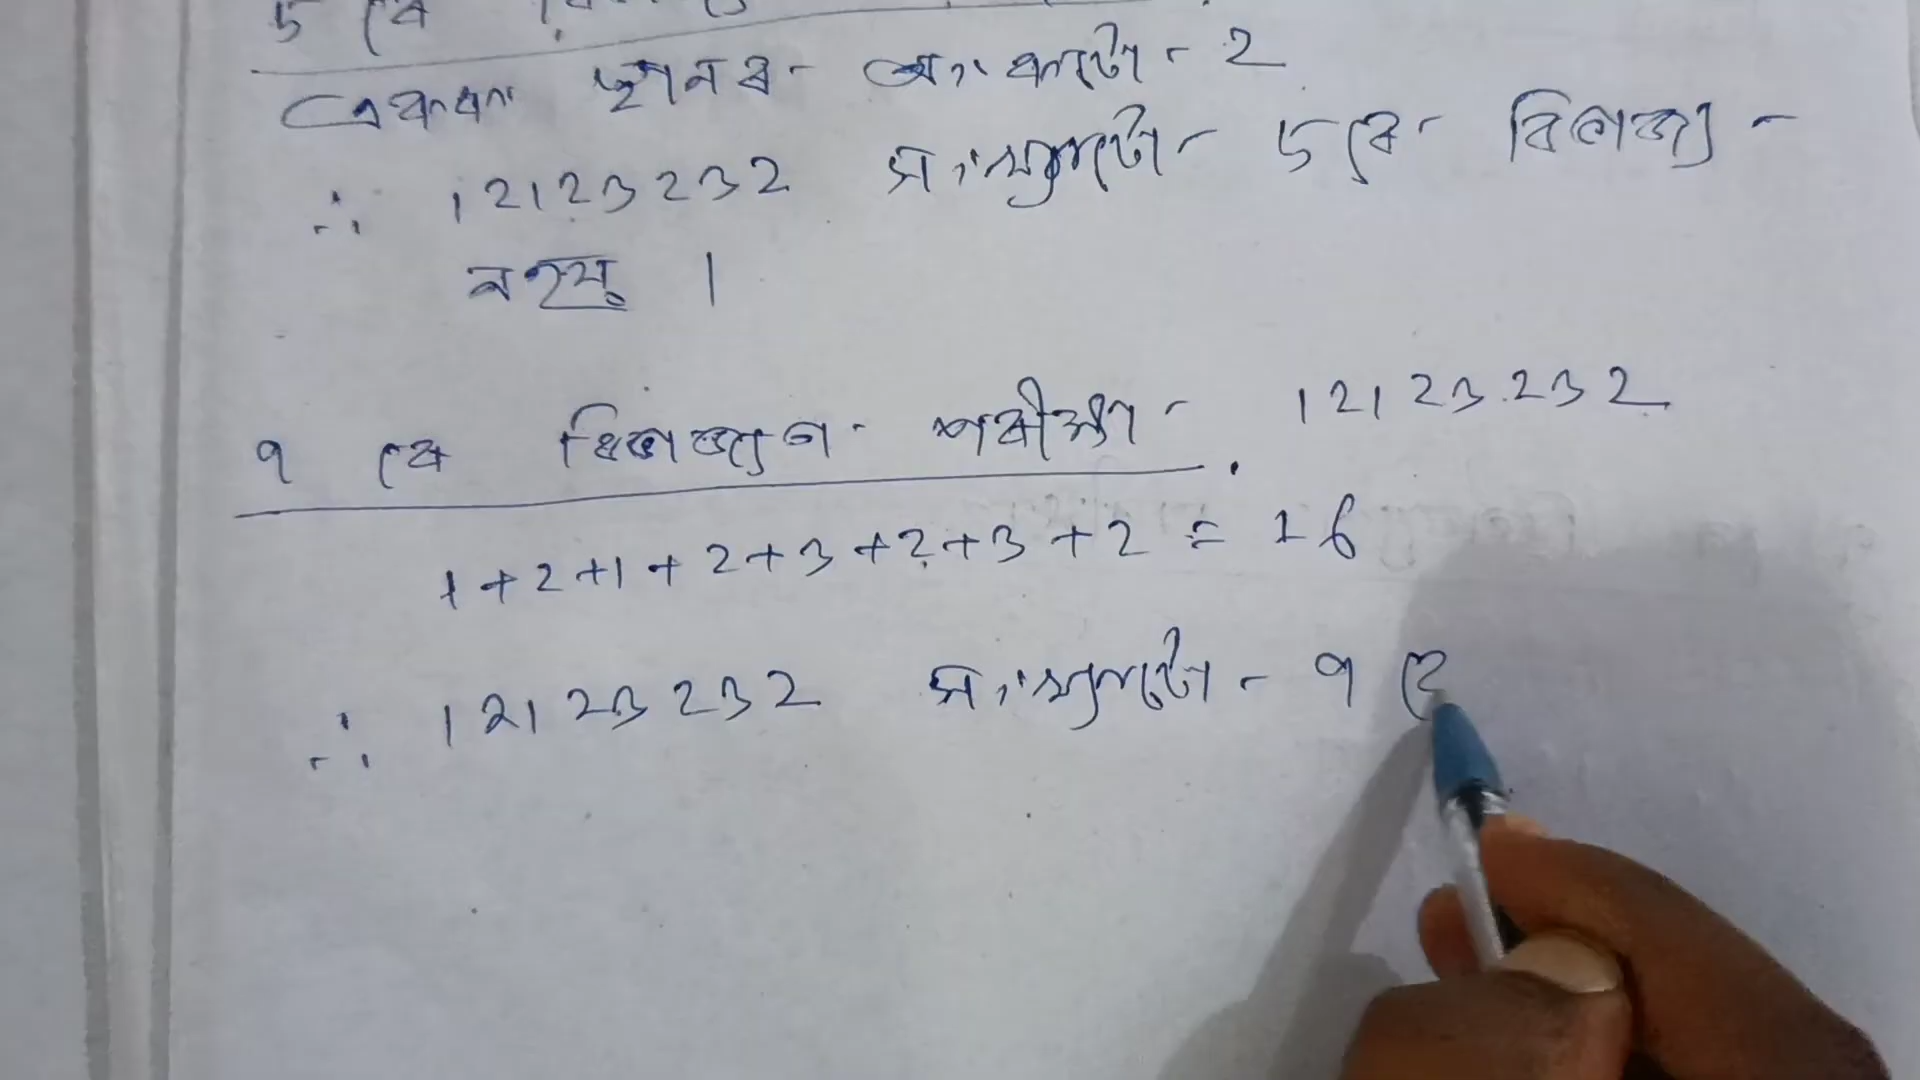 5 ৰে
একক স্থানৰ অংকটো - 2
∴ 12123232 সংখ্যাটো 5 ৰে বিভাজ্য
নহয় ।
9 ৰে বিভাজ্যতা পৰীক্ষা - 12123232
1+2+1+2+3+2+3+2 = 16
∴ 12123232 সংখ্যাটো - 9